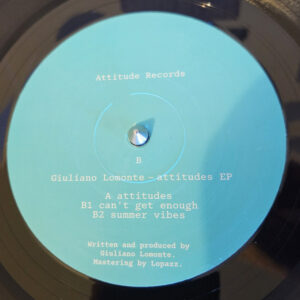 Attitude Records
B
Giuliano Lomonte – attitudes EP
A attitudes
B1 can't get enough
B2 summer vibes
Written and produced by
Giuliano Lomonte.
Mastering by Lopazz.